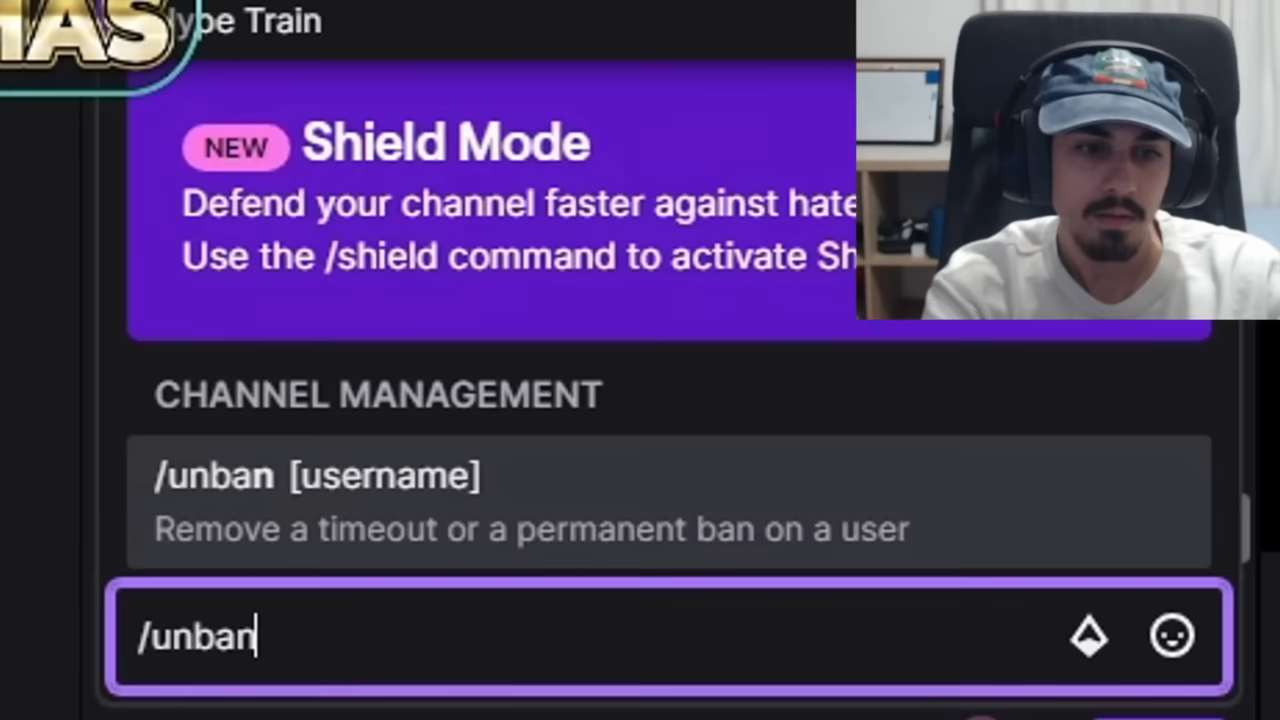 HAS
ype Train
NEW Shield Mode
Defend your channel faster against hate
Use the /shield command to activate Sh
CHANNEL MANAGEMENT
/unban [username]
Remove a timeout or a permanent ban on a user
/unban